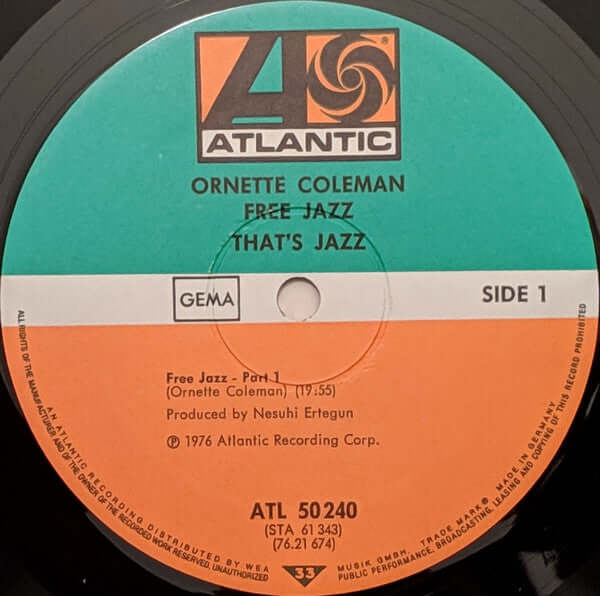 ATLANTIC
®
ORNETTE COLEMAN
FREE JAZZ
THAT'S JAZZ
GEMA
SIDE 1
Free Jazz - Part 1
(Ornette Coleman) (19:55)
Produced by Nesuhi Ertegun
℗ 1976 Atlantic Recording Corp.
ATL 50 240
(STA 61 343)
(76.21 674)
33
ALL RIGHTS OF THE MANUFACTURER AND OF THE OWNER OF THE RECORDED WORK RESERVED. UNAUTHORIZED PUBLIC PERFORMANCE, BROADCASTING, LEASING AND COPYING OF THIS RECORD PROHIBITED
AN ATLANTIC RECORDING DISTRIBUTED BY WEA MUSIK GMBH. TRADE MARK® MADE IN GERMANY